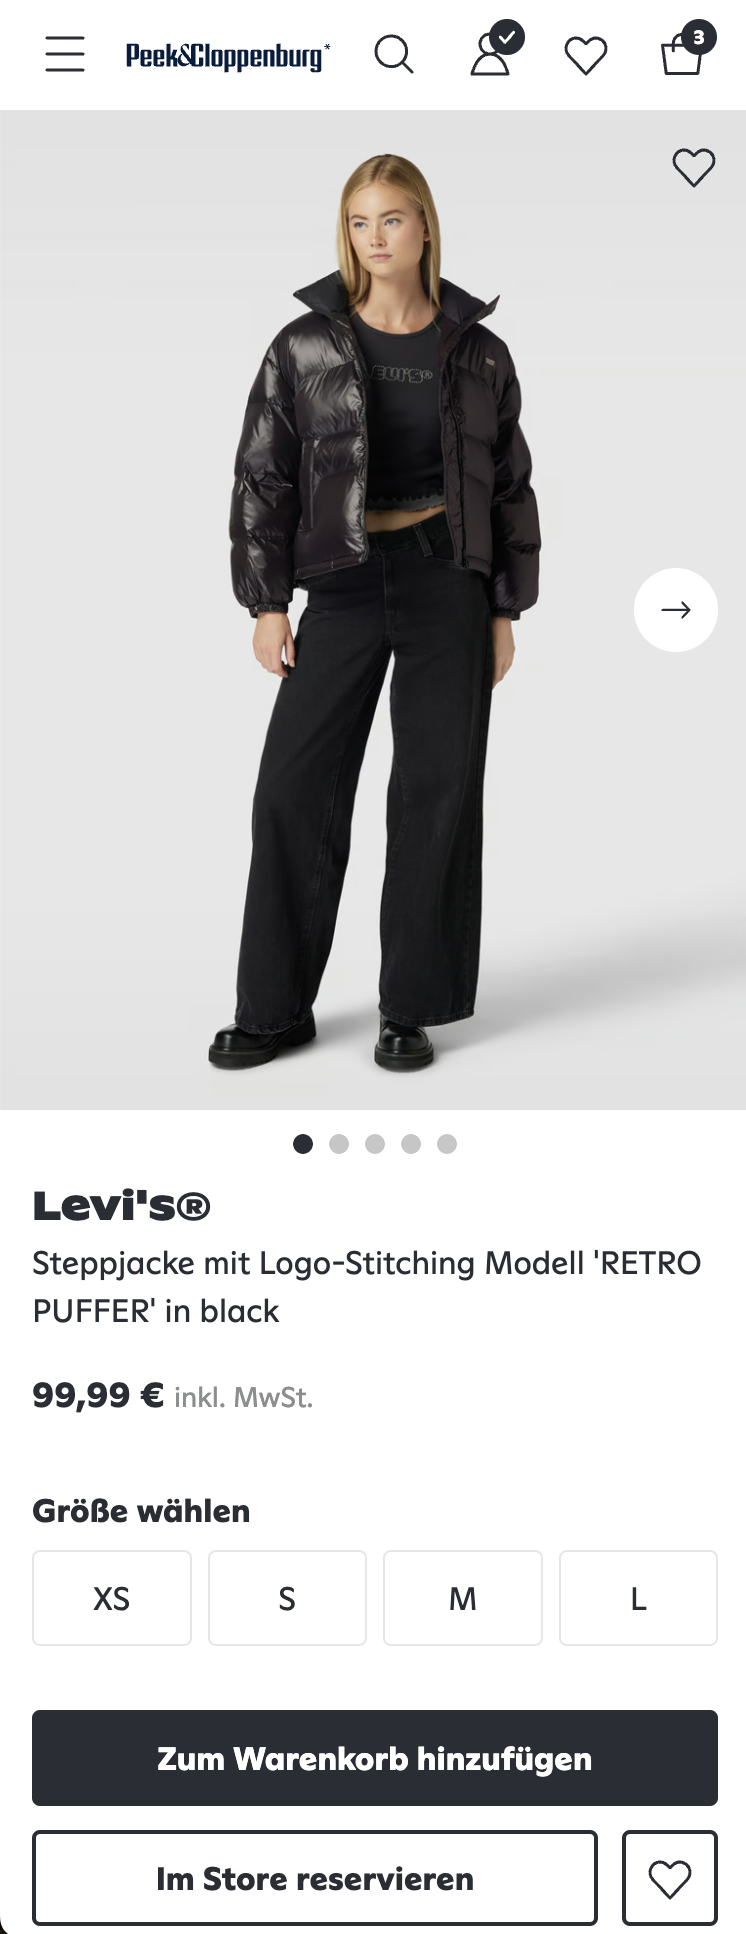 Peek&Cloppenburg*
3
LEVI'S®
Levi's®
Steppjacke mit Logo-Stitching Modell 'RETRO
PUFFER' in black
99,99 € inkl. MwSt.
Größe wählen
XS
S
M
L
Zum Warenkorb hinzufügen
Im Store reservieren